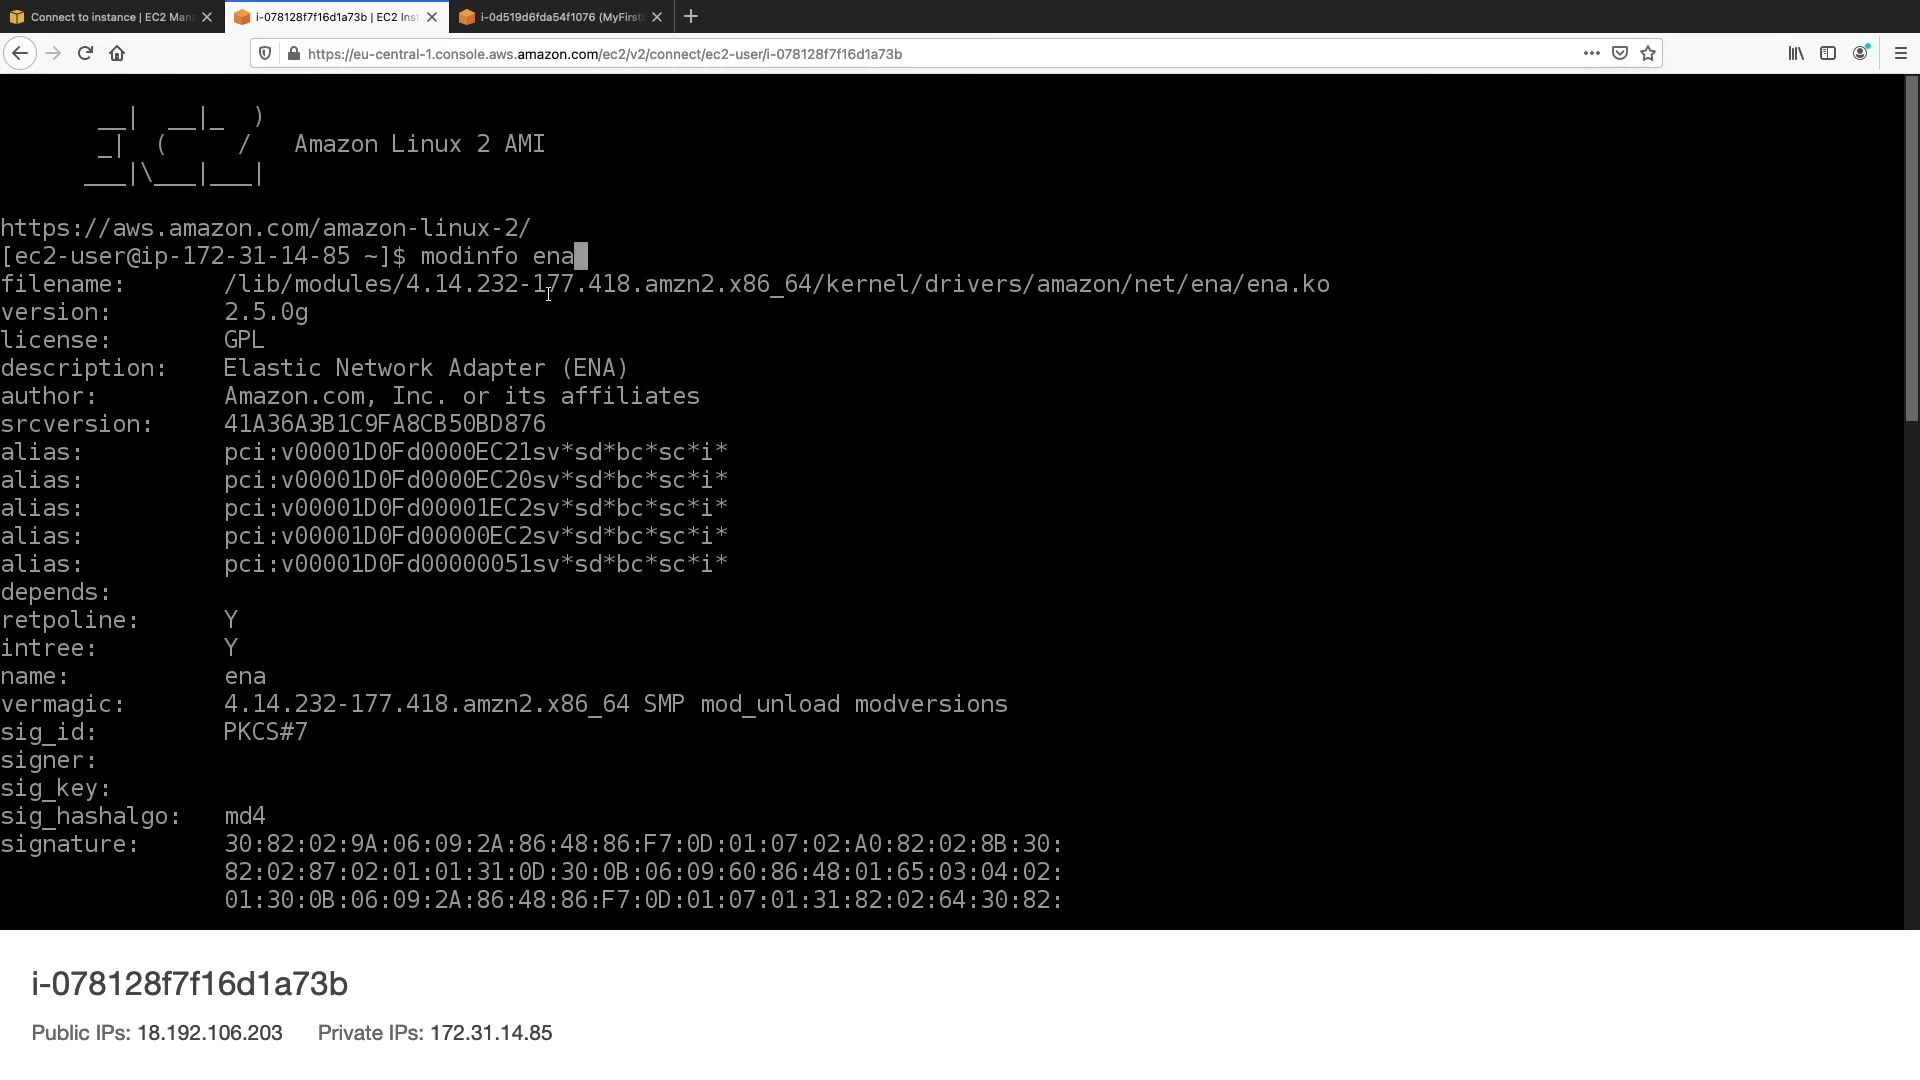 Connect to instance | EC2 Man
i-078128f7f16d1a73b | EC2 Inst
i-0d519d6fda54f1076 (MyFirstI
https://eu-central-1.console.aws.amazon.com/ec2/v2/connect/ec2-user/i-078128f7f16d1a73b
__|  __|_  )
_|  (     /   Amazon Linux 2 AMI
___|\___|___|
https://aws.amazon.com/amazon-linux-2/
[ec2-user@ip-172-31-14-85 ~]$ modinfo ena
filename:       /lib/modules/4.14.232-177.418.amzn2.x86_64/kernel/drivers/amazon/net/ena/ena.ko
version:        2.5.0g
license:        GPL
description:    Elastic Network Adapter (ENA)
author:         Amazon.com, Inc. or its affiliates
srcversion:     41A36A3B1C9FA8CB50BD876
alias:          pci:v00001D0Fd0000EC21sv*sd*bc*sc*i*
alias:          pci:v00001D0Fd0000EC20sv*sd*bc*sc*i*
alias:          pci:v00001D0Fd00001EC2sv*sd*bc*sc*i*
alias:          pci:v00001D0Fd00000EC2sv*sd*bc*sc*i*
alias:          pci:v00001D0Fd00000051sv*sd*bc*sc*i*
depends:
retpoline:      Y
intree:         Y
name:           ena
vermagic:       4.14.232-177.418.amzn2.x86_64 SMP mod_unload modversions
sig_id:         PKCS#7
signer:
sig_key:
sig_hashalgo:   md4
signature:      30:82:02:9A:06:09:2A:86:48:86:F7:0D:01:07:02:A0:82:02:8B:30:
82:02:87:02:01:01:31:0D:30:0B:06:09:60:86:48:01:65:03:04:02:
01:30:0B:06:09:2A:86:48:86:F7:0D:01:07:01:31:82:02:64:30:82:
i-078128f7f16d1a73b
Public IPs: 18.192.106.203 Private IPs: 172.31.14.85